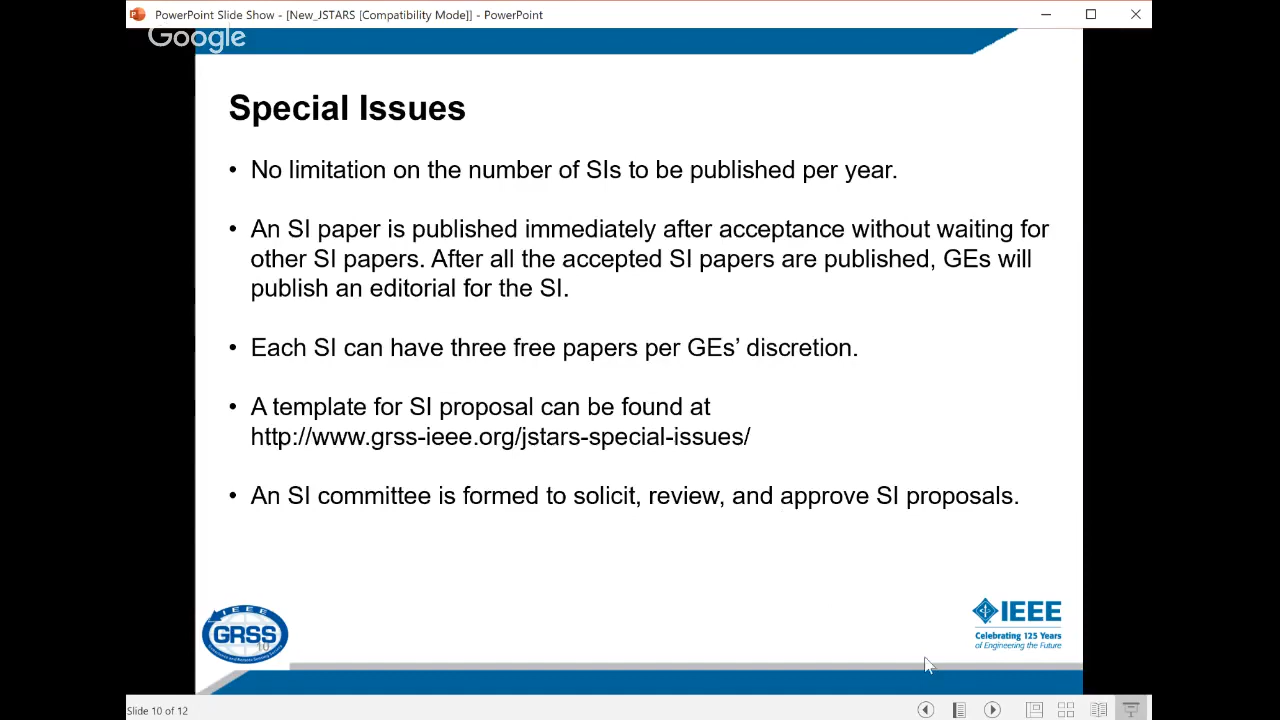 PowerPoint Slide Show - [New_JSTARS [Compatibility Mode]] - PowerPoint
Google
Special Issues
• No limitation on the number of SIs to be published per year.
• An SI paper is published immediately after acceptance without waiting for
other SI papers. After all the accepted SI papers are published, GEs will
publish an editorial for the SI.
• Each SI can have three free papers per GEs’ discretion.
• A template for SI proposal can be found at
http://www.grss-ieee.org/jstars-special-issues/
• An SI committee is formed to solicit, review, and approve SI proposals.
IEEE
GRSS
10
IEEE
Celebrating 125 Years
of Engineering the Future
Slide 10 of 12